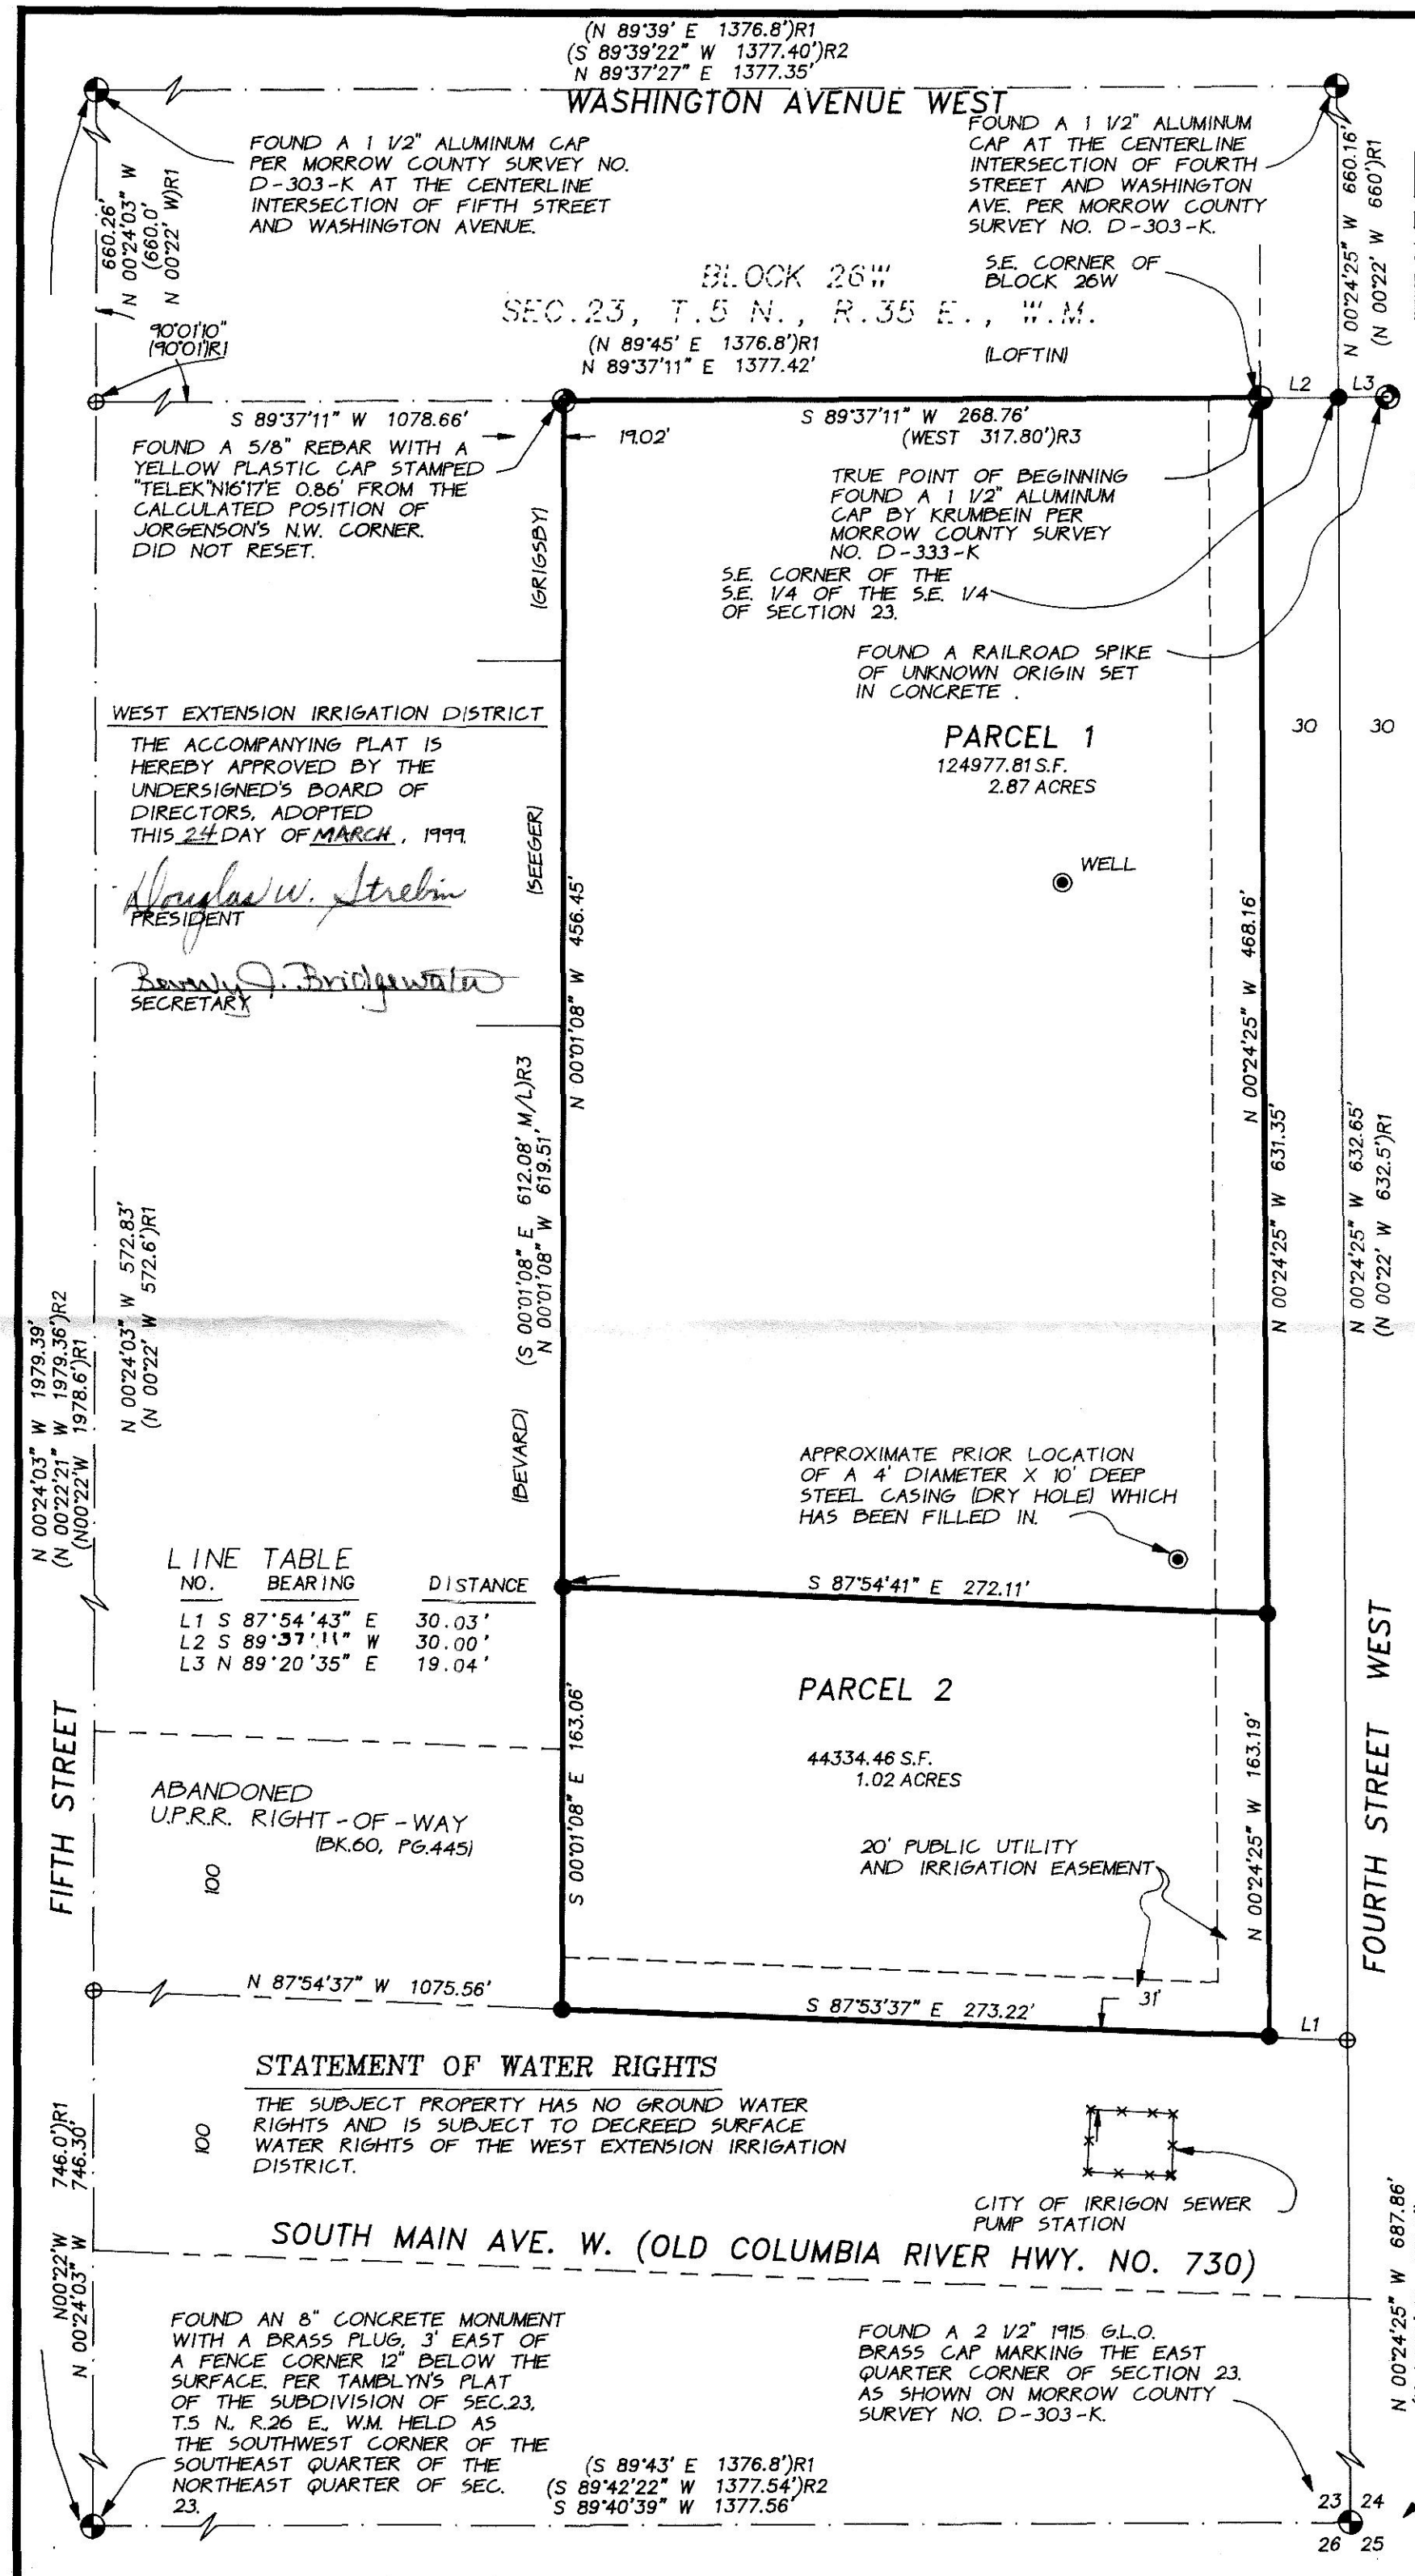 (N 89°39' E 1376.8')R1
(S 89°39'22" W 1377.40')R2
N 89°37'27" E 1377.35'
WASHINGTON AVENUE WEST
FOUND A 1 1/2" ALUMINUM CAP
PER MORROW COUNTY SURVEY NO.
D-303-K AT THE CENTERLINE
INTERSECTION OF FIFTH STREET
AND WASHINGTON AVENUE.
FOUND A 1 1/2" ALUMINUM
CAP AT THE CENTERLINE
INTERSECTION OF FOURTH
STREET AND WASHINGTON
AVE. PER MORROW COUNTY
SURVEY NO. D-303-K.
660.26'
N 00°24'03" W
(660.0'
N 00°22' W)R1
N 00°24'25" W 660.16'
(N 00°22' W 660')R1
90°01'10"
(90°01')R1
BLOCK 26W
SEC.23, T.5 N., R.35 E., W.M.
S.E. CORNER OF
BLOCK 26W
(N 89°45' E 1376.8')R1
N 89°37'11" E 1377.42'
(LOFTIN)
L2
L3
S 89°37'11" W 1078.66'
19.02'
S 89°37'11" W 268.76'
(WEST 317.80')R3
FOUND A 5/8" REBAR WITH A
YELLOW PLASTIC CAP STAMPED
"TELEK"N16°17'E 0.86' FROM THE
CALCULATED POSITION OF
JORGENSON'S N.W. CORNER.
DID NOT RESET.
(GRIGSBY)
TRUE POINT OF BEGINNING
FOUND A 1 1/2" ALUMINUM
CAP BY KRUMBEIN PER
MORROW COUNTY SURVEY
NO. D-333-K
S.E. CORNER OF THE
S.E. 1/4 OF THE S.E. 1/4
OF SECTION 23.
FOUND A RAILROAD SPIKE
OF UNKNOWN ORIGIN SET
IN CONCRETE .
WEST EXTENSION IRRIGATION DISTRICT
THE ACCOMPANYING PLAT IS
HEREBY APPROVED BY THE
UNDERSIGNED'S BOARD OF
DIRECTORS, ADOPTED
THIS 24 DAY OF MARCH, 1999.
Douglas W. Strebin
PRESIDENT
Beverly J. Bridgewater
SECRETARY
PARCEL 1
124977.81 S.F.
2.87 ACRES
30
30
WELL
(SEEGER)
N 00°01'08" W 456.45'
N 00°24'25" W 468.16'
(S 00°01'08" E 612.08' M/L)R3
N 00°01'08" W 619.51'
N 00°24'25" W 631.35'
N 00°24'25" W 632.65'
(N 00°22' W 632.5')R1
N 00°24'03" W 572.83'
(N 00°22' W 572.6')R1
N 00°24'03" W 1979.39'
(N 00°22'21" W 1979.36')R2
(N00°22'W 1978.6')R1
(BEVARD)
APPROXIMATE PRIOR LOCATION
OF A 4' DIAMETER X 10' DEEP
STEEL CASING (DRY HOLE) WHICH
HAS BEEN FILLED IN.
LINE TABLE
NO. BEARING DISTANCE
L1 S 87°54'43" E 30.03'
L2 S 89°37'11" W 30.00'
L3 N 89°20'35" E 19.04'
S 87°54'41" E 272.11'
PARCEL 2
44334.46 S.F.
1.02 ACRES
S 00°01'08" E 163.06'
N 00°24'25" W 163.19'
FIFTH STREET
FOURTH STREET WEST
ABANDONED
U.P.R.R. RIGHT-OF-WAY
(BK.60, PG.445)
100
20' PUBLIC UTILITY
AND IRRIGATION EASEMENT
N 87°54'37" W 1075.56'
S 87°53'37" E 273.22'
31'
L1
STATEMENT OF WATER RIGHTS
THE SUBJECT PROPERTY HAS NO GROUND WATER
RIGHTS AND IS SUBJECT TO DECREED SURFACE
WATER RIGHTS OF THE WEST EXTENSION IRRIGATION
DISTRICT.
100
N00°22'W 746.0')R1
N 00°24'03" W 746.30'
CITY OF IRRIGON SEWER
PUMP STATION
SOUTH MAIN AVE. W. (OLD COLUMBIA RIVER HWY. NO. 730)
N 00°24'25" W 687.86'
FOUND AN 8" CONCRETE MONUMENT
WITH A BRASS PLUG, 3' EAST OF
A FENCE CORNER 12" BELOW THE
SURFACE. PER TAMBLYN'S PLAT
OF THE SUBDIVISION OF SEC.23,
T.5 N., R.26 E., W.M. HELD AS
THE SOUTHWEST CORNER OF THE
SOUTHEAST QUARTER OF THE
NORTHEAST QUARTER OF SEC.
23.
FOUND A 2 1/2" 1915 G.L.O.
BRASS CAP MARKING THE EAST
QUARTER CORNER OF SECTION 23.
AS SHOWN ON MORROW COUNTY
SURVEY NO. D-303-K.
(S 89°43' E 1376.8')R1
(S 89°42'22" W 1377.54')R2
S 89°40'39" W 1377.56'
23 24
26 25